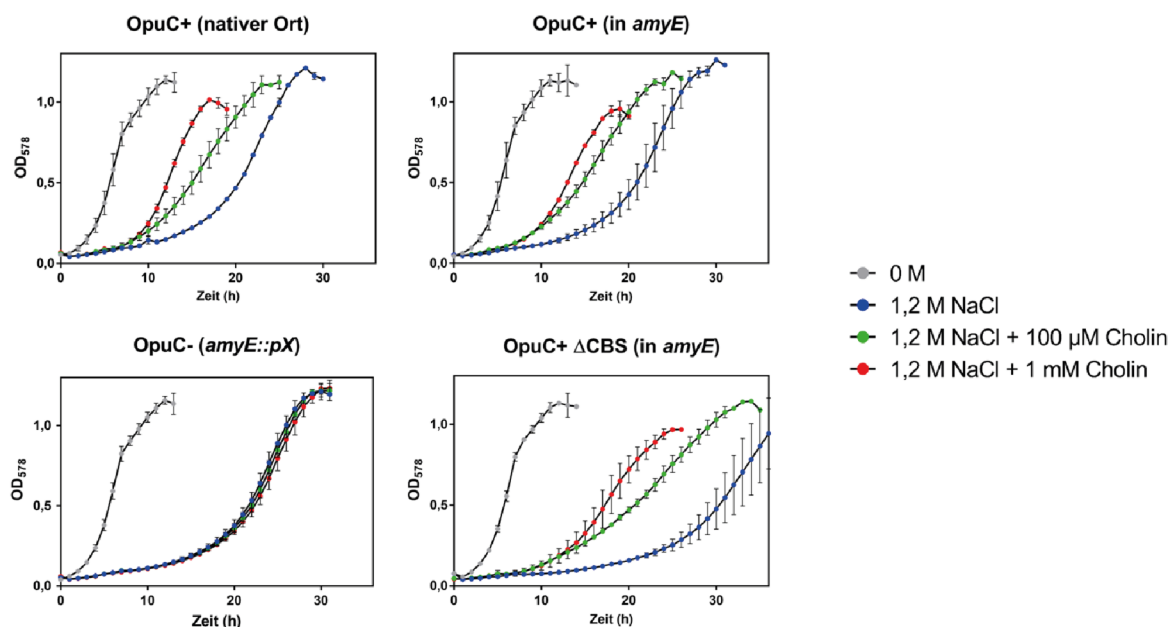 OpuC+ (nativer Ort)
OD578
1,0
0,5
0,0
0
10
20
30
Zeit (h)
OpuC+ (in amyE)
OD578
1,0
0,5
0,0
0
10
20
30
Zeit (h)
OpuC- (amyE::pX)
OD578
1,0
0,5
0,0
0
10
20
30
Zeit (h)
OpuC+ ΔCBS (in amyE)
OD578
1,0
0,5
0,0
0
10
20
30
Zeit (h)
0 M
1,2 M NaCl
1,2 M NaCl + 100 µM Cholin
1,2 M NaCl + 1 mM Cholin